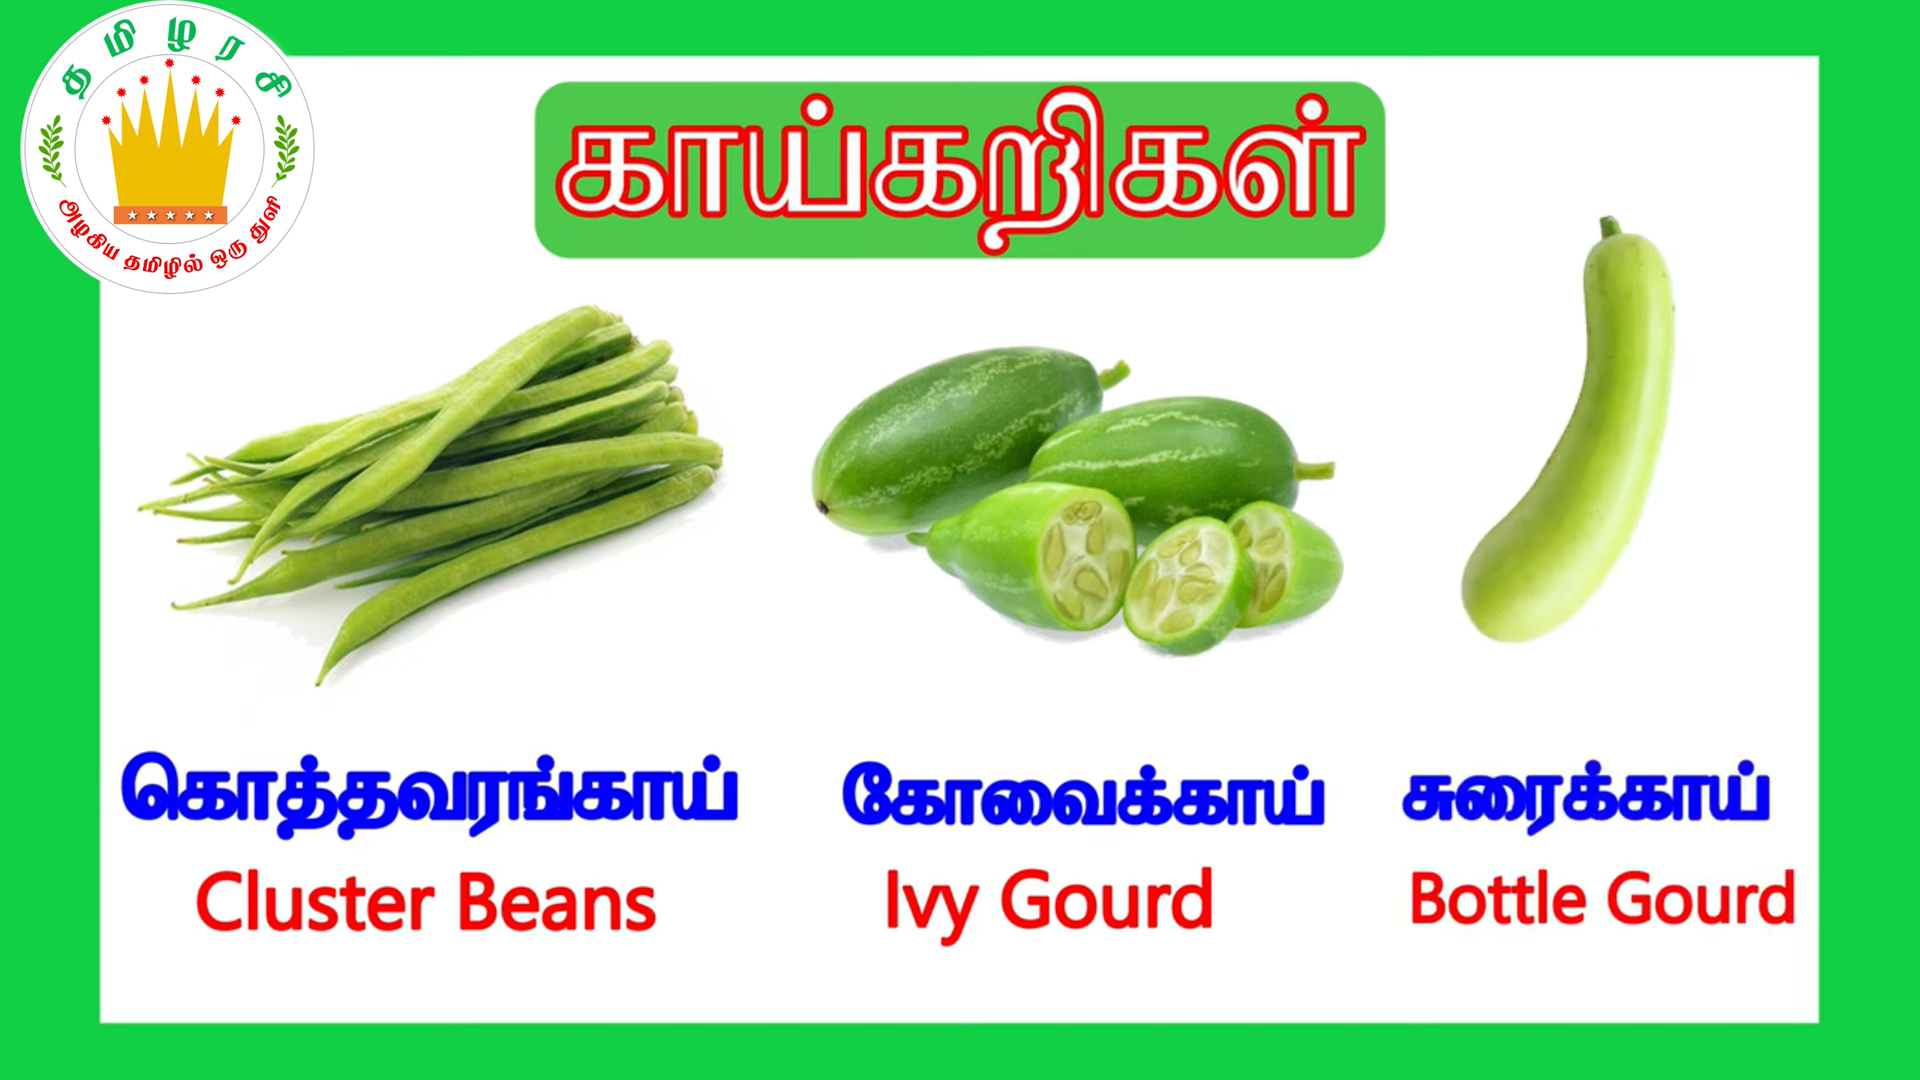 தமிழரசி
அழகிய தமிழில் ஒரு துளி
காய்கறிகள்
கொத்தவரங்காய்
Cluster Beans
கோவைக்காய்
Ivy Gourd
சுரைக்காய்
Bottle Gourd